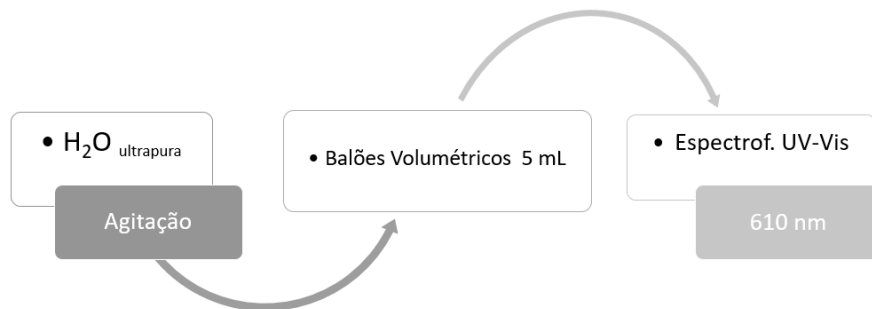 • H₂O ultrapura
Agitação
• Balões Volumétricos 5 mL
• Espectrof. UV-Vis
610 nm